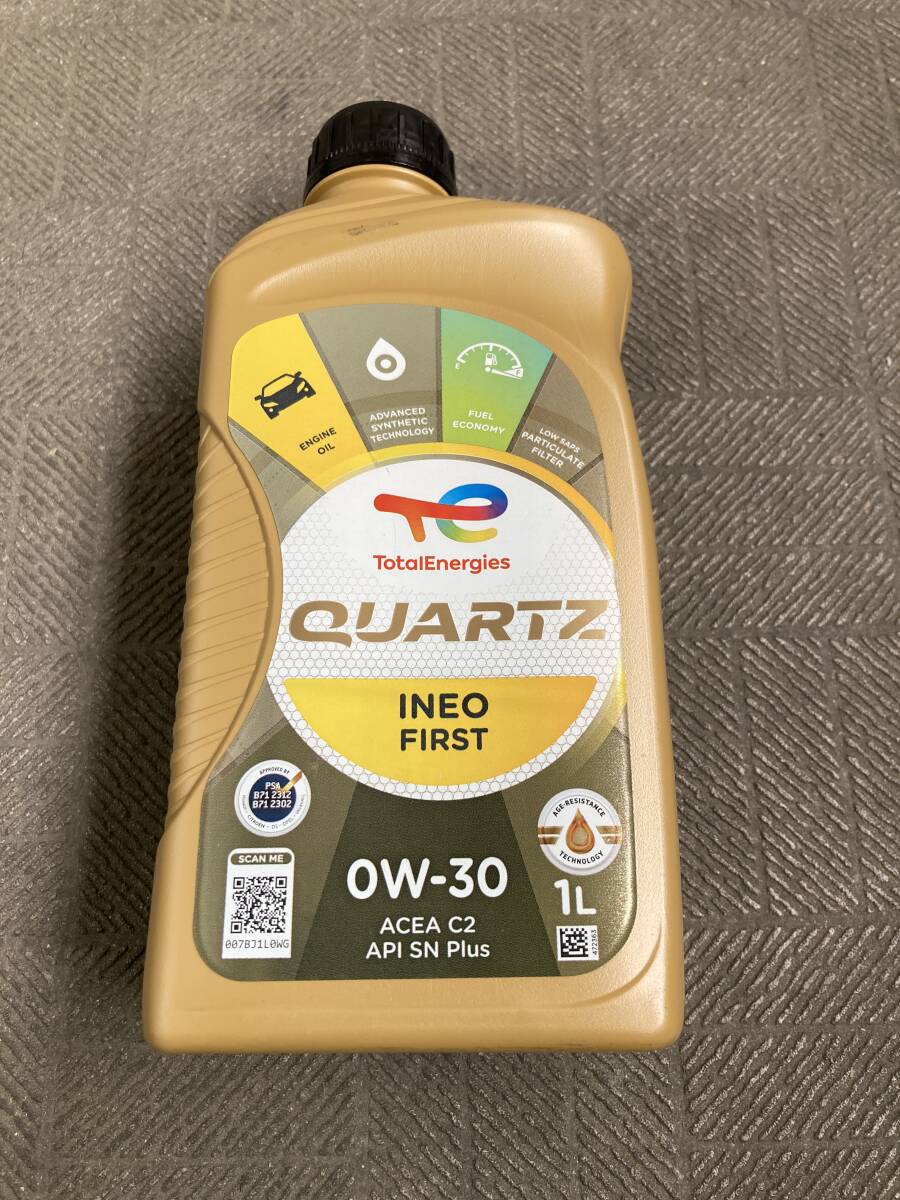 ENGINE
OIL
ADVANCED
SYNTHETIC
TECHNOLOGY
E
F
FUEL
ECONOMY
LOW SAPS
PARTICULATE
FILTER
TotalEnergies
QUARTZ
INEO
FIRST
APPROVED BY
PSA
B71 2312
B71 2302
AGE-RESISTANCE
TECHNOLOGY
SCAN ME
007BJ1L0WG
0W-30
ACEA C2
API SN Plus
1L
472363